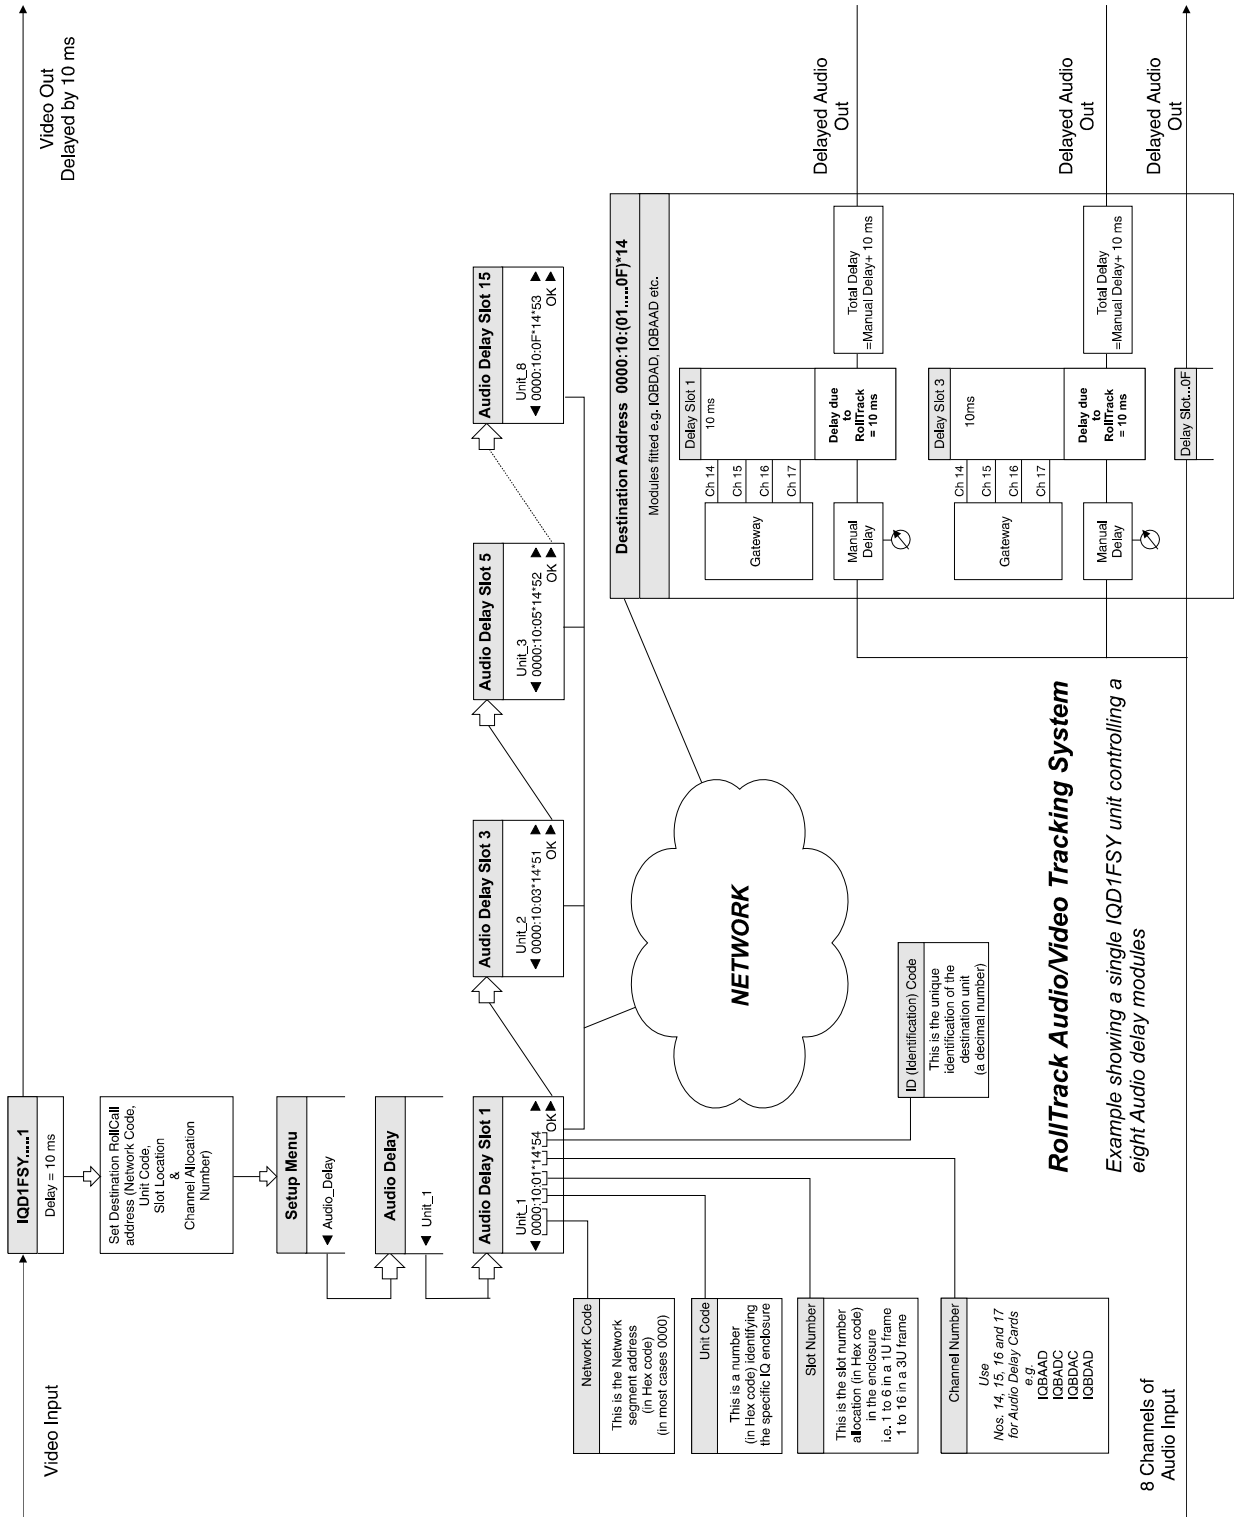 Video Input
IQD1FSY.....1
Delay = 10 ms
Video Out
Delayed by 10 ms
Set Destination RollCall
address (Network Code,
Unit Code,
Slot Location
&
Channel Allocation
Number)
Setup Menu
Audio_Delay
Audio Delay
Unit_1
Audio Delay Slot 1
Unit_1
0000:10:01*14*54
OK
Audio Delay Slot 3
Unit_2
0000:10:03*14*51
OK
Audio Delay Slot 5
Unit_3
0000:10:05*14*52
OK
Audio Delay Slot 15
Unit_8
0000:10:0F*14*53
OK
Network Code
This is the Network
segment address
(in Hex code)
(in most cases 0000)
Unit Code
This is a number
(in Hex code) identifying
the specific IQ enclosure
Slot Number
This is the slot number
allocation (in Hex code)
in the enclosure
i.e. 1 to 6 in a 1U frame
1 to 16 in a 3U frame
Channel Number
Use
Nos. 14, 15, 16 and 17
for Audio Delay Cards
e.g.
IQBAAD
IQBADC
IQBDAC
IQBDAD
ID (Identification) Code
This is the unique
identification of the
destination unit
(a decimal number)
NETWORK
Destination Address  0000:10:(01.....0F)*14
Modules fitted e.g. IQBDAD, IQBAAD etc.
Gateway
Ch 14
Ch 15
Ch 16
Ch 17
Delay Slot 1
10 ms
Manual
Delay
Delay due
to
RollTrack
= 10 ms
Total Delay
=Manual Delay+ 10 ms
Delayed Audio
Out
Gateway
Ch 14
Ch 15
Ch 16
Ch 17
Delay Slot 3
10ms
Manual
Delay
Delay due
to
RollTrack
= 10 ms
Total Delay
=Manual Delay+ 10 ms
Delayed Audio
Out
Delay Slot...0F
Delayed Audio
Out
8 Channels of
Audio Input
RollTrack Audio/Video Tracking System
Example showing a single IQD1FSY unit controlling a
eight Audio delay modules